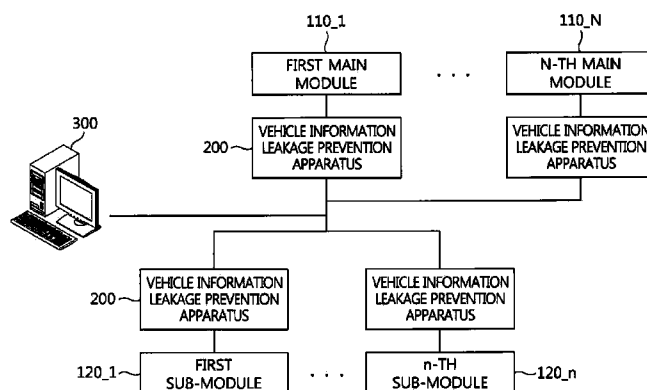 110_1
110_N
FIRST MAIN
MODULE
. . .
N-TH MAIN
MODULE
300
200
VEHICLE INFORMATION
LEAKAGE PREVENTION
APPARATUS
VEHICLE INFORMATION
LEAKAGE PREVENTION
APPARATUS
200
VEHICLE INFORMATION
LEAKAGE PREVENTION
APPARATUS
VEHICLE INFORMATION
LEAKAGE PREVENTION
APPARATUS
120_1
FIRST
SUB-MODULE
. . .
n-TH
SUB-MODULE
120_n